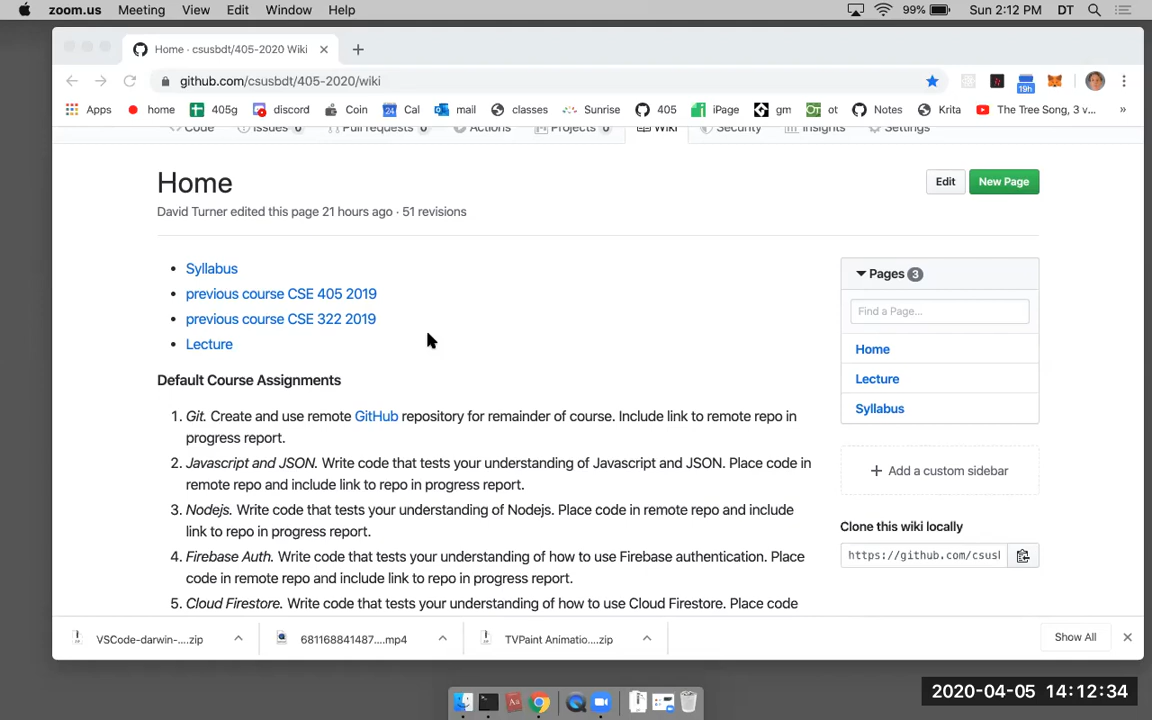 zoom.us Meeting View Edit Window Help 99% Sun 2:12 PM DT
Home · csusbdt/405-2020 Wiki
github.com/csusbdt/405-2020/wiki
19h
Apps home 405g discord Coin 24 Cal mail classes Sunrise 405 iPage gm ot Notes Krita The Tree Song, 3 v... »
Code Issues 0 Pull requests 0 Actions Projects 0 Wiki Security Insights Settings
Home
Edit New Page
David Turner edited this page 21 hours ago · 51 revisions
• Syllabus
• previous course CSE 405 2019
• previous course CSE 322 2019
• Lecture
Default Course Assignments
1. Git. Create and use remote GitHub repository for remainder of course. Include link to remote repo in
progress report.
2. Javascript and JSON. Write code that tests your understanding of Javascript and JSON. Place code in
remote repo and include link to repo in progress report.
3. Nodejs. Write code that tests your understanding of Nodejs. Place code in remote repo and include
link to repo in progress report.
4. Firebase Auth. Write code that tests your understanding of how to use Firebase authentication. Place
code in remote repo and include link to repo in progress report.
5. Cloud Firestore. Write code that tests your understanding of how to use Cloud Firestore. Place code
Pages 3
Find a Page...
Home
Lecture
Syllabus
+ Add a custom sidebar
Clone this wiki locally
https://github.com/csusl
VSCode-darwin-....zip 681168841487....mp4 TVPaint Animatio....zip Show All
2020-04-05 14:12:34